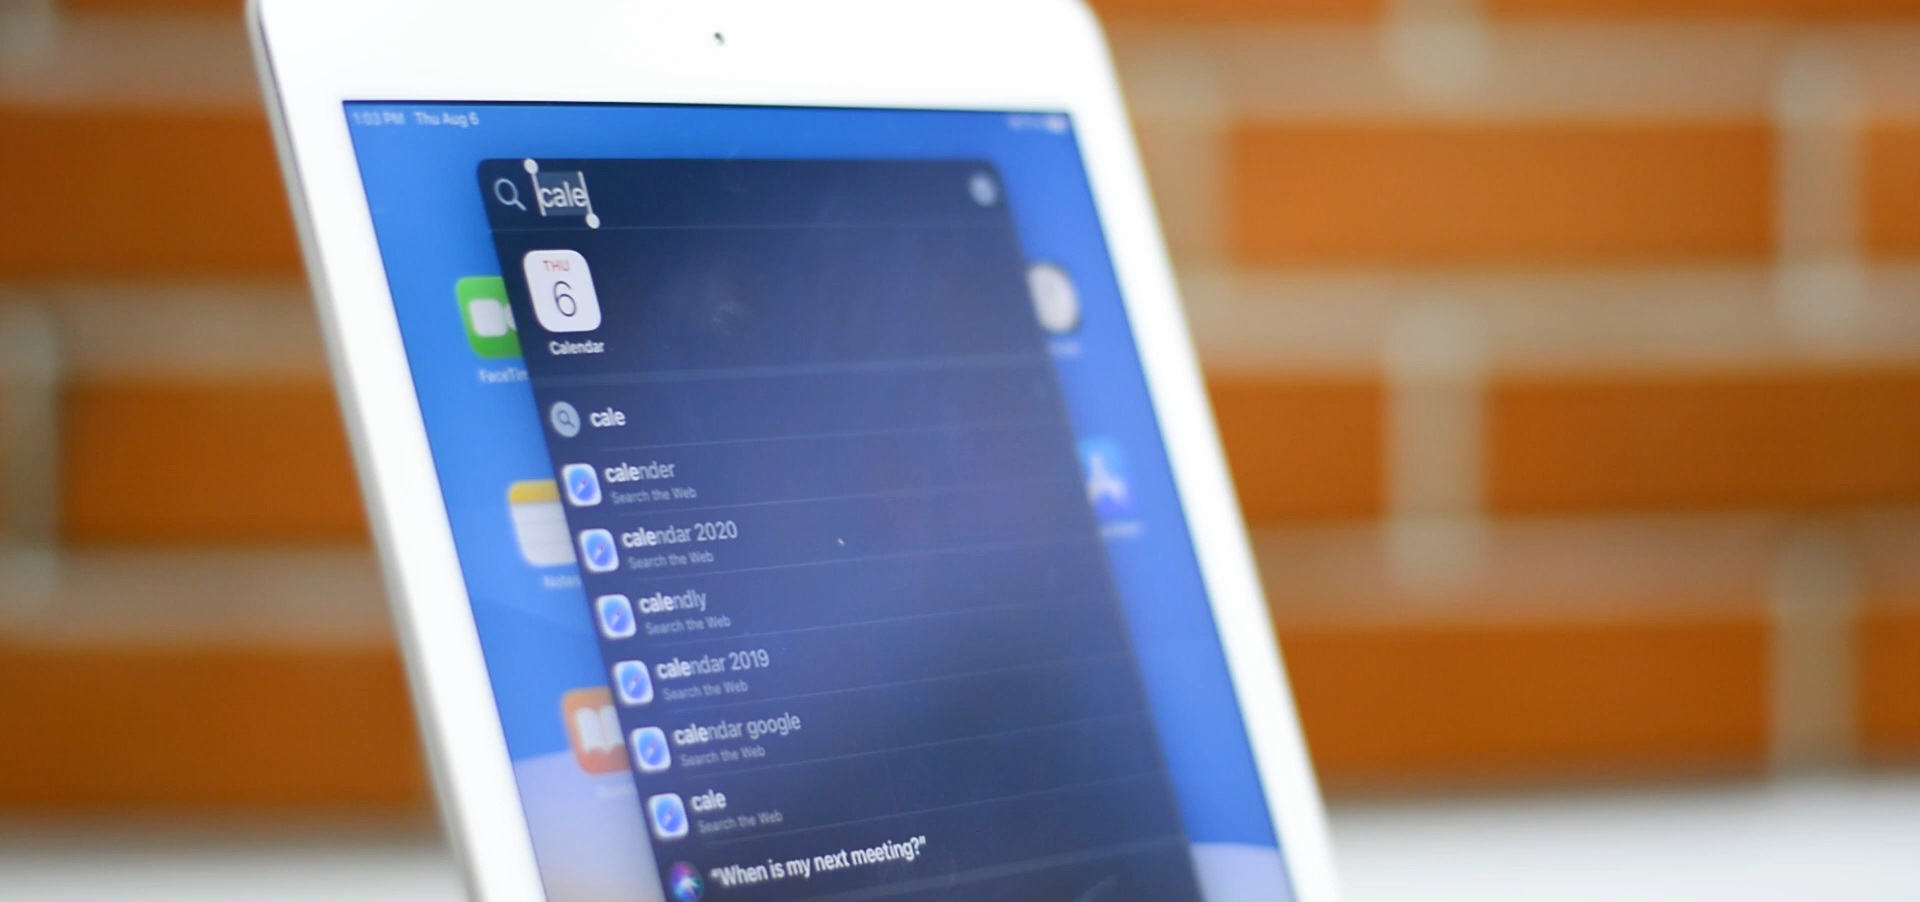 1:03 PM Thu Aug 6
cale
THU
6
Calendar
FaceTim
cale
calender
Search the Web
calendar 2020
Search the Web
Notes
calendly
Search the Web
calendar 2019
Search the Web
calendar google
Search the Web
cale
Search the Web
"When is my next meeting?"